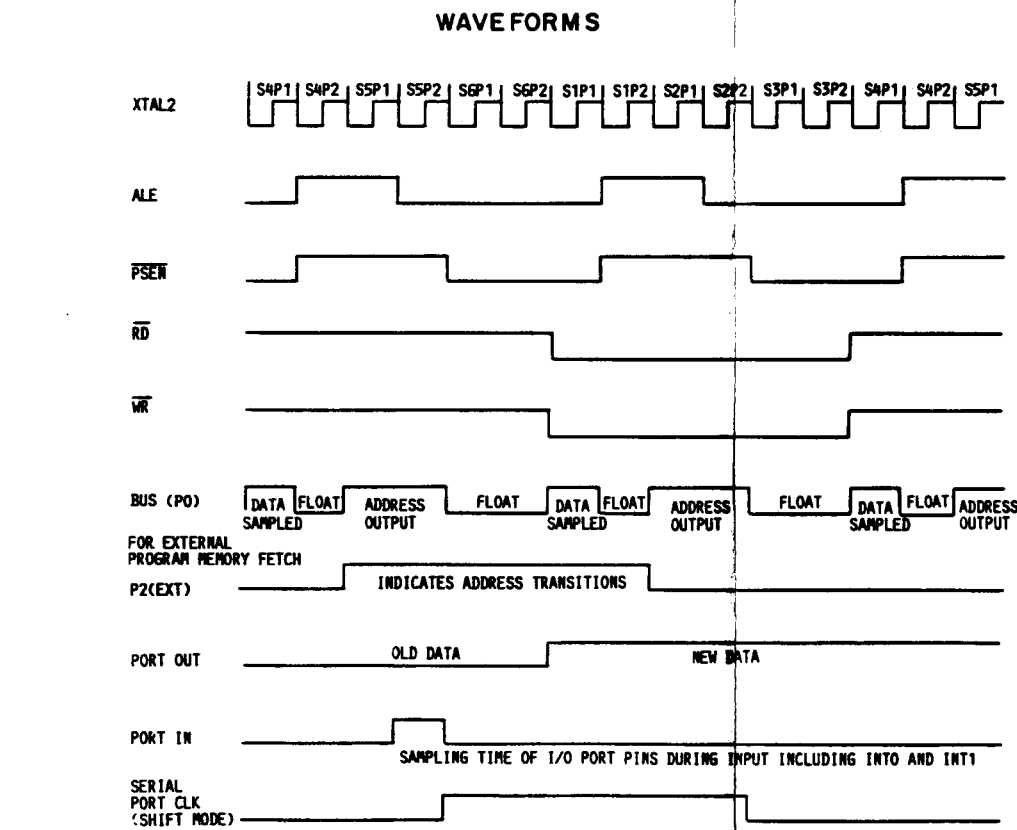 WAVEFORMS
S4P1 S4P2 S5P1 S5P2 S6P1 S6P2 S1P1 S1P2 S2P1 S2P2 S3P1 S3P2 S4P1 S4P2 S5P1
XTAL2
ALE
PSEN
RD
WR
BUS (P0)
DATA SAMPLED
FLOAT
ADDRESS OUTPUT
FLOAT
DATA SAMPLED
FLOAT
ADDRESS OUTPUT
FLOAT
DATA SAMPLED
FLOAT
ADDRESS OUTPUT
FOR EXTERNAL
PROGRAM MEMORY FETCH
P2(EXT)
INDICATES ADDRESS TRANSITIONS
PORT OUT
OLD DATA
NEW DATA
PORT IN
SAMPLING TIME OF I/O PORT PINS DURING INPUT INCLUDING INT0 AND INT1
SERIAL
PORT CLK
(SHIFT MODE)